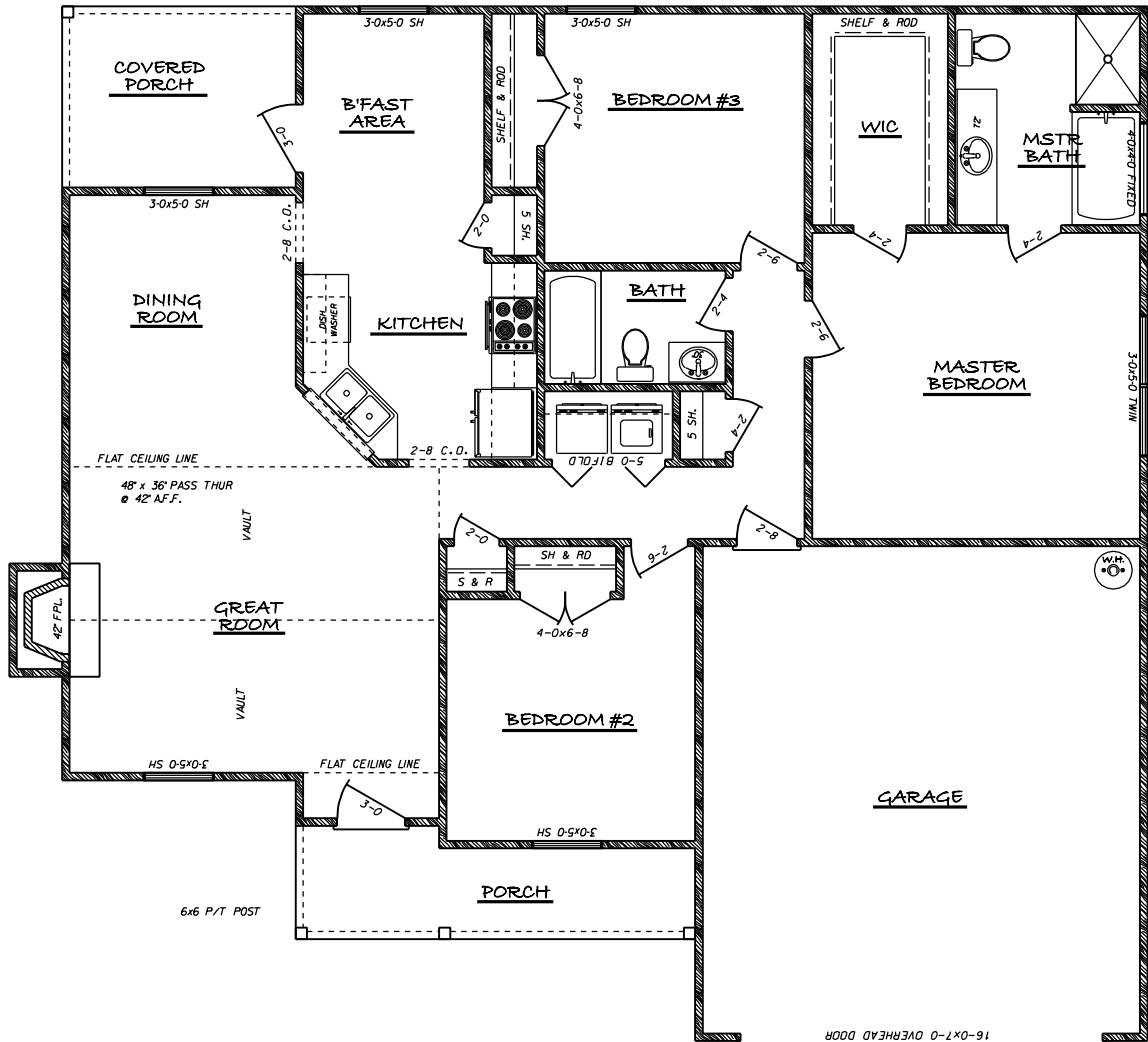 3-0x5-0 SH
3-0x5-0 SH
SHELF & ROD
COVERED
PORCH
B'FAST
AREA
SHELF & ROD
4-0x6-8
BEDROOM #3
WIC
72
MSTR
BATH
4-0x4-0 FIXED
3-0
3-0x5-0 SH
2-8 C.O.
2-0
5 SH.
2-6
2-4
2-4
DINING
ROOM
DISH
WASHER
KITCHEN
BATH
2-4
30
2-6
MASTER
BEDROOM
3-0x5-0 TWIN
5 SH.
2-4
FLAT CEILING LINE
2-8 C.O.
5-0 BIFOLD
48" x 36" PASS THUR
@ 42" A.F.F.
VAULT
2-0
2-6
2-8
SH & RD
S & R
W.H.
42" FPL.
GREAT
ROOM
4-0x6-8
VAULT
BEDROOM #2
FLAT CEILING LINE
3-0x5-0 SH
3-0
GARAGE
3-0x5-0 SH
PORCH
6x6 P/T POST
16-0x7-0 OVERHEAD DOOR